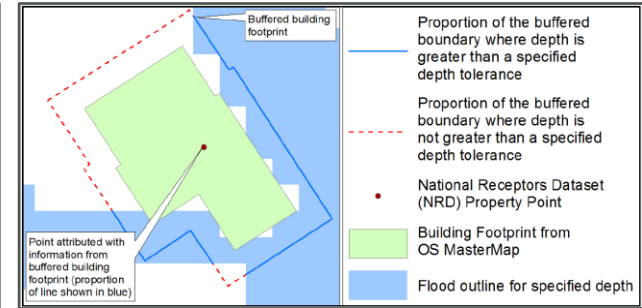 Buffered building
footprint
Point attributed with
information from
buffered building
footprint (proportion
of line shown in blue)
Proportion of the buffered
boundary where depth is
greater than a specified
depth tolerance
Proportion of the buffered
boundary where depth is
not greater than a specified
depth tolerance
National Receptors Dataset
(NRD) Property Point
Building Footprint from
OS MasterMap
Flood outline for specified depth